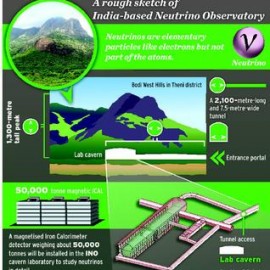 A rough sketch of
India-based Neutrino Observatory
Neutrinos are elementary
particles like electrons but not
part of the atoms.
ν
Neutrino
Bodi West Hills in Theni district
1,300-metre
tall peak
A 2,100-metre-long
and 7.5-metre-wide
tunnel
Lab cavern
Entrance portal
50,000
tonne magnetic ICAL
A magnetised Iron Calorimeter
detector weighing about 50,000
tonnes will be installed in the INO
cavern laboratory to study neutrinos
in detail
Tunnel access
Lab cavern